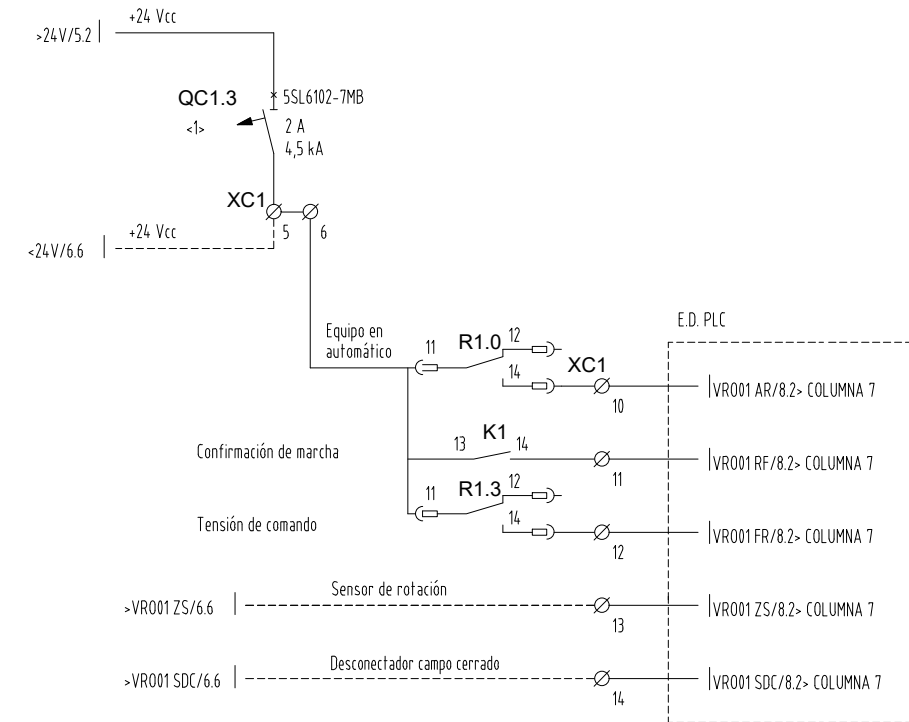 +24 Vcc
>24V/5.2
QC1.3
5SL6102-7MB
<1>
2 A
4,5 kA
XC1
5
6
+24 Vcc
<24V/6.6
E.D. PLC
Equipo en
automático
11
R1.0
12
14
XC1
10
VR001 AR/8.2> COLUMNA 7
Confirmación de marcha
13
K1
14
11
VR001 RF/8.2> COLUMNA 7
11
R1.3
12
14
Tensión de comando
12
VR001 FR/8.2> COLUMNA 7
Sensor de rotación
>VR001 ZS/6.6
13
VR001 ZS/8.2> COLUMNA 7
Desconectador campo cerrado
>VR001 SDC/6.6
14
VR001 SDC/8.2> COLUMNA 7